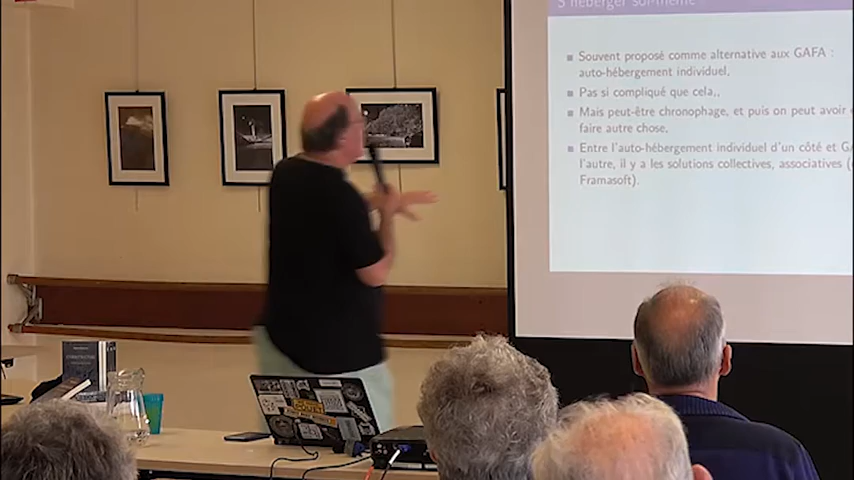 S'héberger soi-même
Souvent proposé comme alternative aux GAFA :
auto-hébergement individuel,
Pas si compliqué que cela,,
Mais peut-être chronophage, et puis on peut avoir
faire autre chose.
Entre l'auto-hébergement individuel d'un côté et
l'autre, il y a les solutions collectives, associatives (
Framasoft).